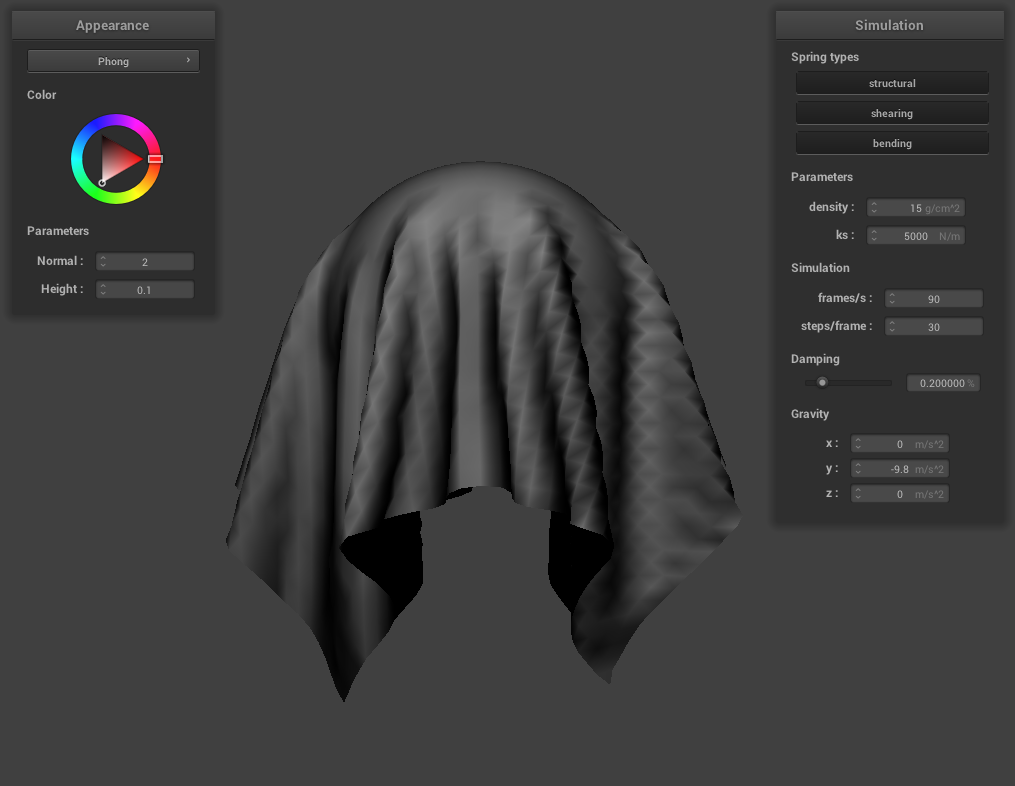 Appearance
Phong ›
Color
Parameters
Normal : 2
Height : 0.1
Simulation
Spring types
structural
shearing
bending
Parameters
density : 15 g/cm^2
ks : 5000 N/m
Simulation
frames/s : 90
steps/frame : 30
Damping
0.200000 %
Gravity
x : 0 m/s^2
y : -9.8 m/s^2
z : 0 m/s^2